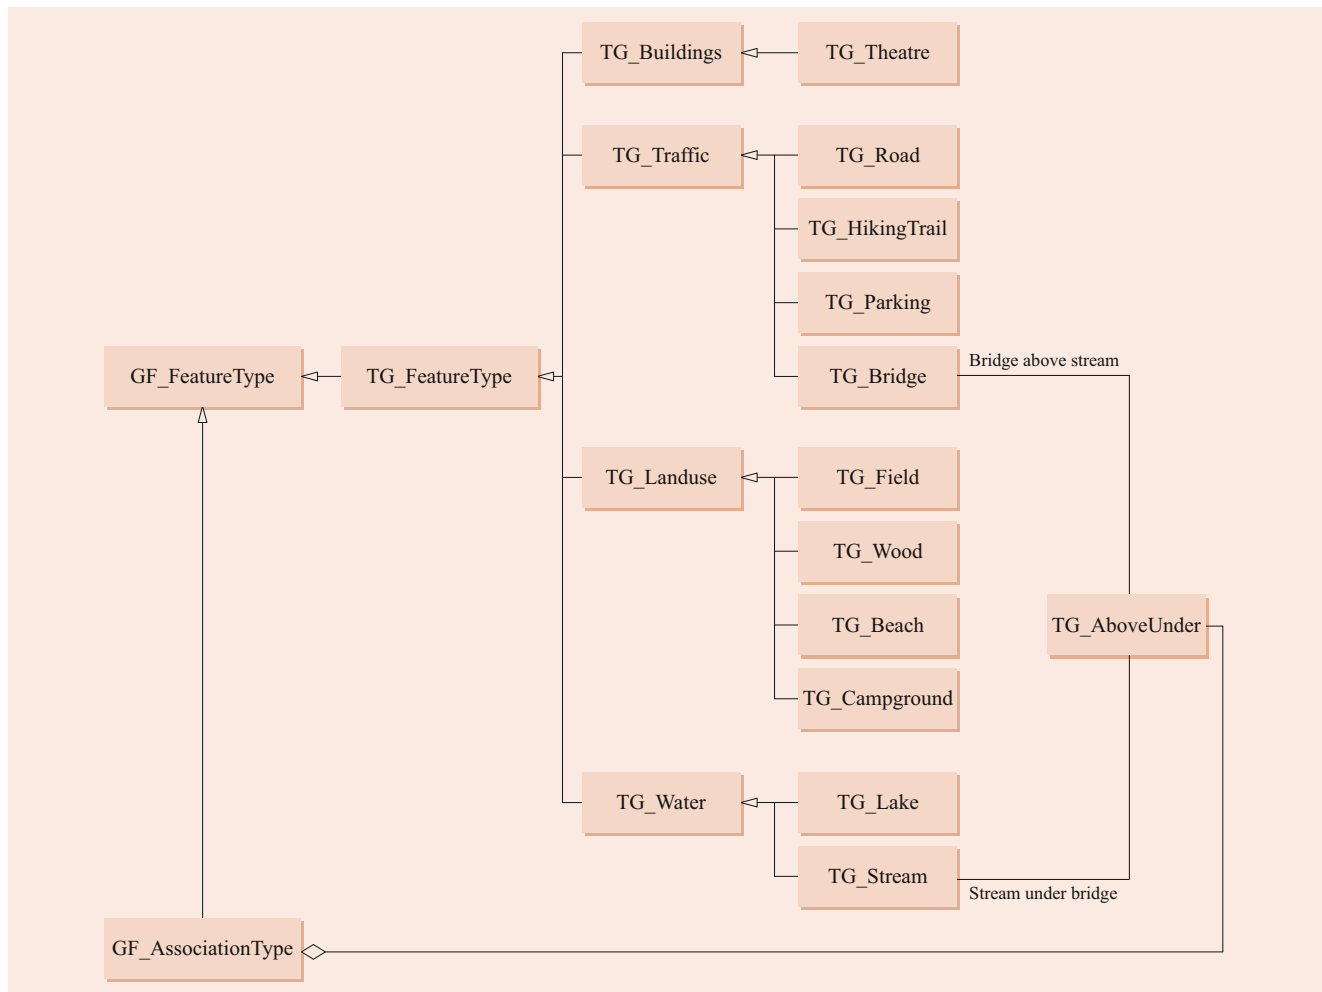 TG_Buildings
TG_Theatre
TG_Traffic
TG_Road
TG_HikingTrail
TG_Parking
GF_FeatureType
TG_FeatureType
TG_Bridge
Bridge above stream
TG_Landuse
TG_Field
TG_Wood
TG_Beach
TG_AboveUnder
TG_Campground
TG_Water
TG_Lake
TG_Stream
Stream under bridge
GF_AssociationType